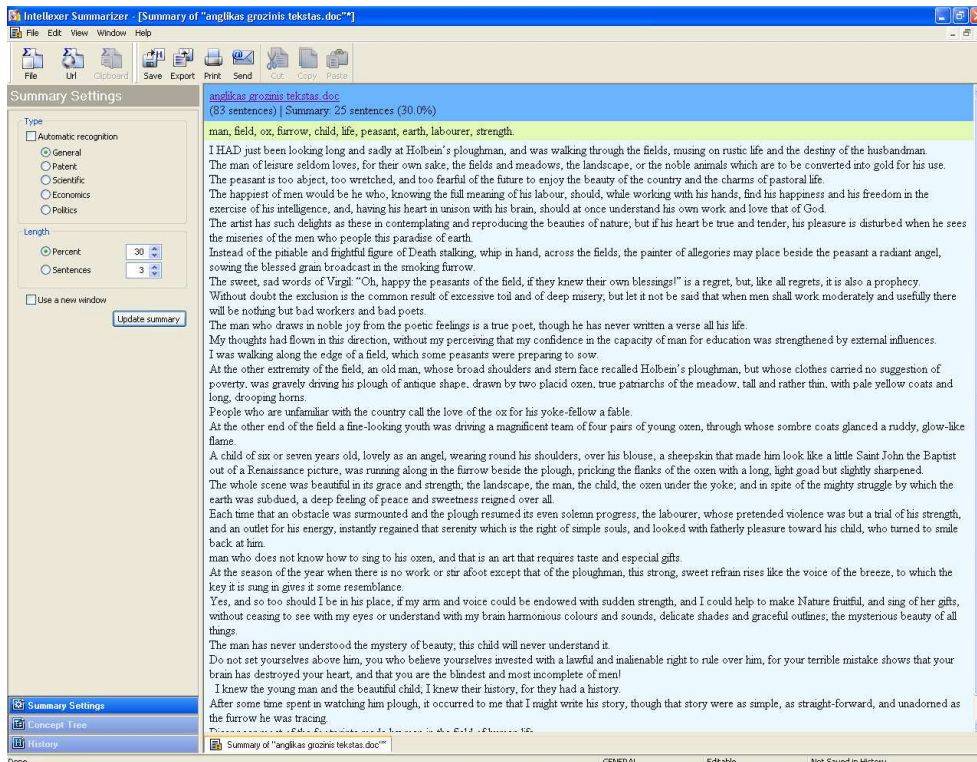 Intellexer Summarizer - [Summary of "anglikas grozinis tekstas.doc"*]
File Edit View Window Help
File Url Clipboard Save Export Print Send Cut Copy Paste
Summary Settings
Type
Automatic recognition
General
Patent
Scientific
Economics
Politics
Length
Percent 30
Sentences 3
Use a new window
Update summary
Summary Settings
Concept Tree
History
anglikas grozinis tekstas.doc
(83 sentences) | Summary: 25 sentences (30.0%)
man, field, ox, furrow, child, life, peasant, earth, labourer, strength.
I HAD just been looking long and sadly at Holbein's ploughman, and was walking through the fields, musing on rustic life and the destiny of the husbandman.
The man of leisure seldom loves, for their own sake, the fields and meadows, the landscape, or the noble animals which are to be converted into gold for his use.
The peasant is too abject, too wretched, and too fearful of the future to enjoy the beauty of the country and the charms of pastoral life.
The happiest of men would be he who, knowing the full meaning of his labour, should, while working with his hands, find his happiness and his freedom in the
exercise of his intelligence, and, having his heart in unison with his brain, should at once understand his own work and love that of God.
The artist has such delights as these in contemplating and reproducing the beauties of nature; but if his heart be true and tender, his pleasure is disturbed when he sees
the miseries of the men who people this paradise of earth.
Instead of the pitiable and frightful figure of Death stalking, whip in hand, across the fields, the painter of allegories may place beside the peasant a radiant angel,
sowing the blessed grain broadcast in the smoking furrow.
The sweet, sad words of Virgil: "Oh, happy the peasants of the field, if they knew their own blessings!" is a regret, but, like all regrets, it is also a prophecy.
Without doubt the exclusion is the common result of excessive toil and of deep misery; but let it not be said that when men shall work moderately and usefully there
will be nothing but bad workers and bad poets.
The man who draws in noble joy from the poetic feelings is a true poet, though he has never written a verse all his life.
My thoughts had flown in this direction, without my perceiving that my confidence in the capacity of man for education was strengthened by external influences.
I was walking along the edge of a field, which some peasants were preparing to sow.
At the other extremity of the field, an old man, whose broad shoulders and stern face recalled Holbein's ploughman, but whose clothes carried no suggestion of
poverty, was gravely driving his plough of antique shape, drawn by two placid oxen, true patriarchs of the meadow, tall and rather thin, with pale yellow coats and
long, drooping horns.
People who are unfamiliar with the country call the love of the ox for his yoke-fellow a fable.
At the other end of the field a fine-looking youth was driving a magnificent team of four pairs of young oxen, through whose sombre coats glanced a ruddy, glow-like
flame.
A child of six or seven years old, lovely as an angel, wearing round his shoulders, over his blouse, a sheepskin that made him look like a little Saint John the Baptist
out of a Renaissance picture, was running along in the furrow beside the plough, pricking the flanks of the oxen with a long, light goad but slightly sharpened.
The whole scene was beautiful in its grace and strength; the landscape, the man, the child, the oxen under the yoke; and in spite of the mighty struggle by which the
earth was subdued, a deep feeling of peace and sweetness reigned over all.
Each time that an obstacle was surmounted and the plough resumed its even solemn progress, the labourer, whose pretended violence was but a trial of his strength,
and an outlet for his energy, instantly regained that serenity which is the right of simple souls, and looked with fatherly pleasure toward his child, who turned to smile
back at him.
man who does not know how to sing to his oxen, and that is an art that requires taste and especial gifts.
At the season of the year when there is no work or stir afoot except that of the ploughman, this strong, sweet refrain rises like the voice of the breeze, to which the
key it is sung in gives it some resemblance.
Yes, and so too should I be in his place, if my arm and voice could be endowed with sudden strength, and I could help to make Nature fruitful, and sing of her gifts,
without ceasing to see with my eyes or understand with my brain harmonious colours and sounds, delicate shades and graceful outlines; the mysterious beauty of all
things.
The man has never understood the mystery of beauty; this child will never understand it.
Do not set yourselves above him, you who believe yourselves invested with a lawful and inalienable right to rule over him, for your terrible mistake shows that your
brain has destroyed your heart, and that you are the blindest and most incomplete of men!
I knew the young man and the beautiful child; I knew their history, for they had a history.
After some time spent in watching him plough, it occurred to me that I might write his story, though that story were as simple, as straight-forward, and unadorned as
the furrow he was tracing.
Summary of "anglikas grozinis tekstas.doc"*
Done GENERAL Editable Not Saved in History